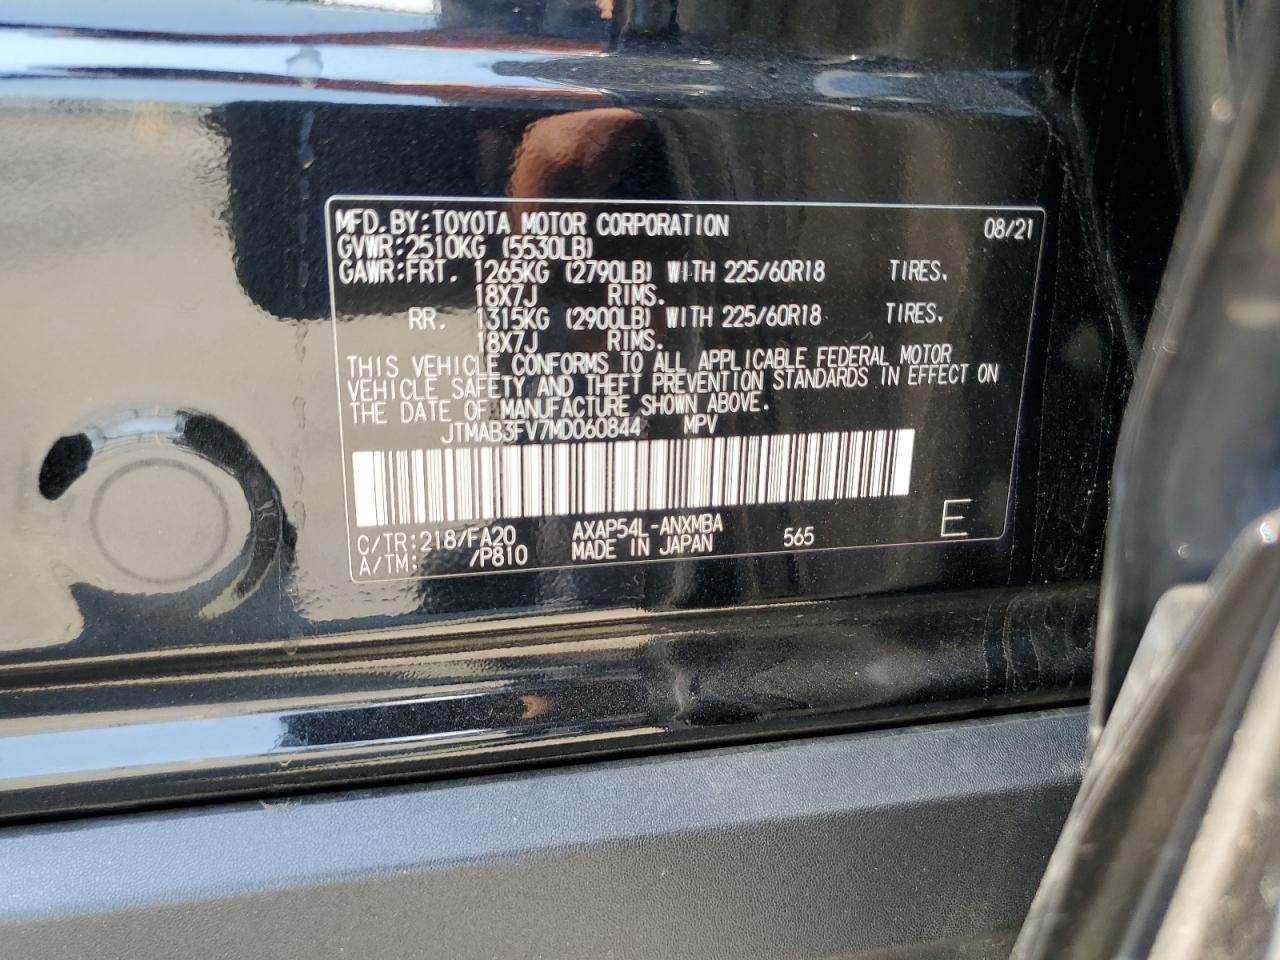 MFD.BY:TOYOTA MOTOR CORPORATION 08/21
GVWR:2510KG (5530LB)
GAWR:FRT. 1265KG (2790LB) WITH 225/60R18 TIRES.
18X7J RIMS.
RR. 1315KG (2900LB) WITH 225/60R18 TIRES.
18X7J RIMS.
THIS VEHICLE CONFORMS TO ALL APPLICABLE FEDERAL MOTOR
VEHICLE SAFETY AND THEFT PREVENTION STANDARDS IN EFFECT ON
THE DATE OF MANUFACTURE SHOWN ABOVE.
JTMAB3FV7MD060844 MPV
C/TR:218/FA20 AXAP54L-ANXMBA E
A/TM: /P810 MADE IN JAPAN 565